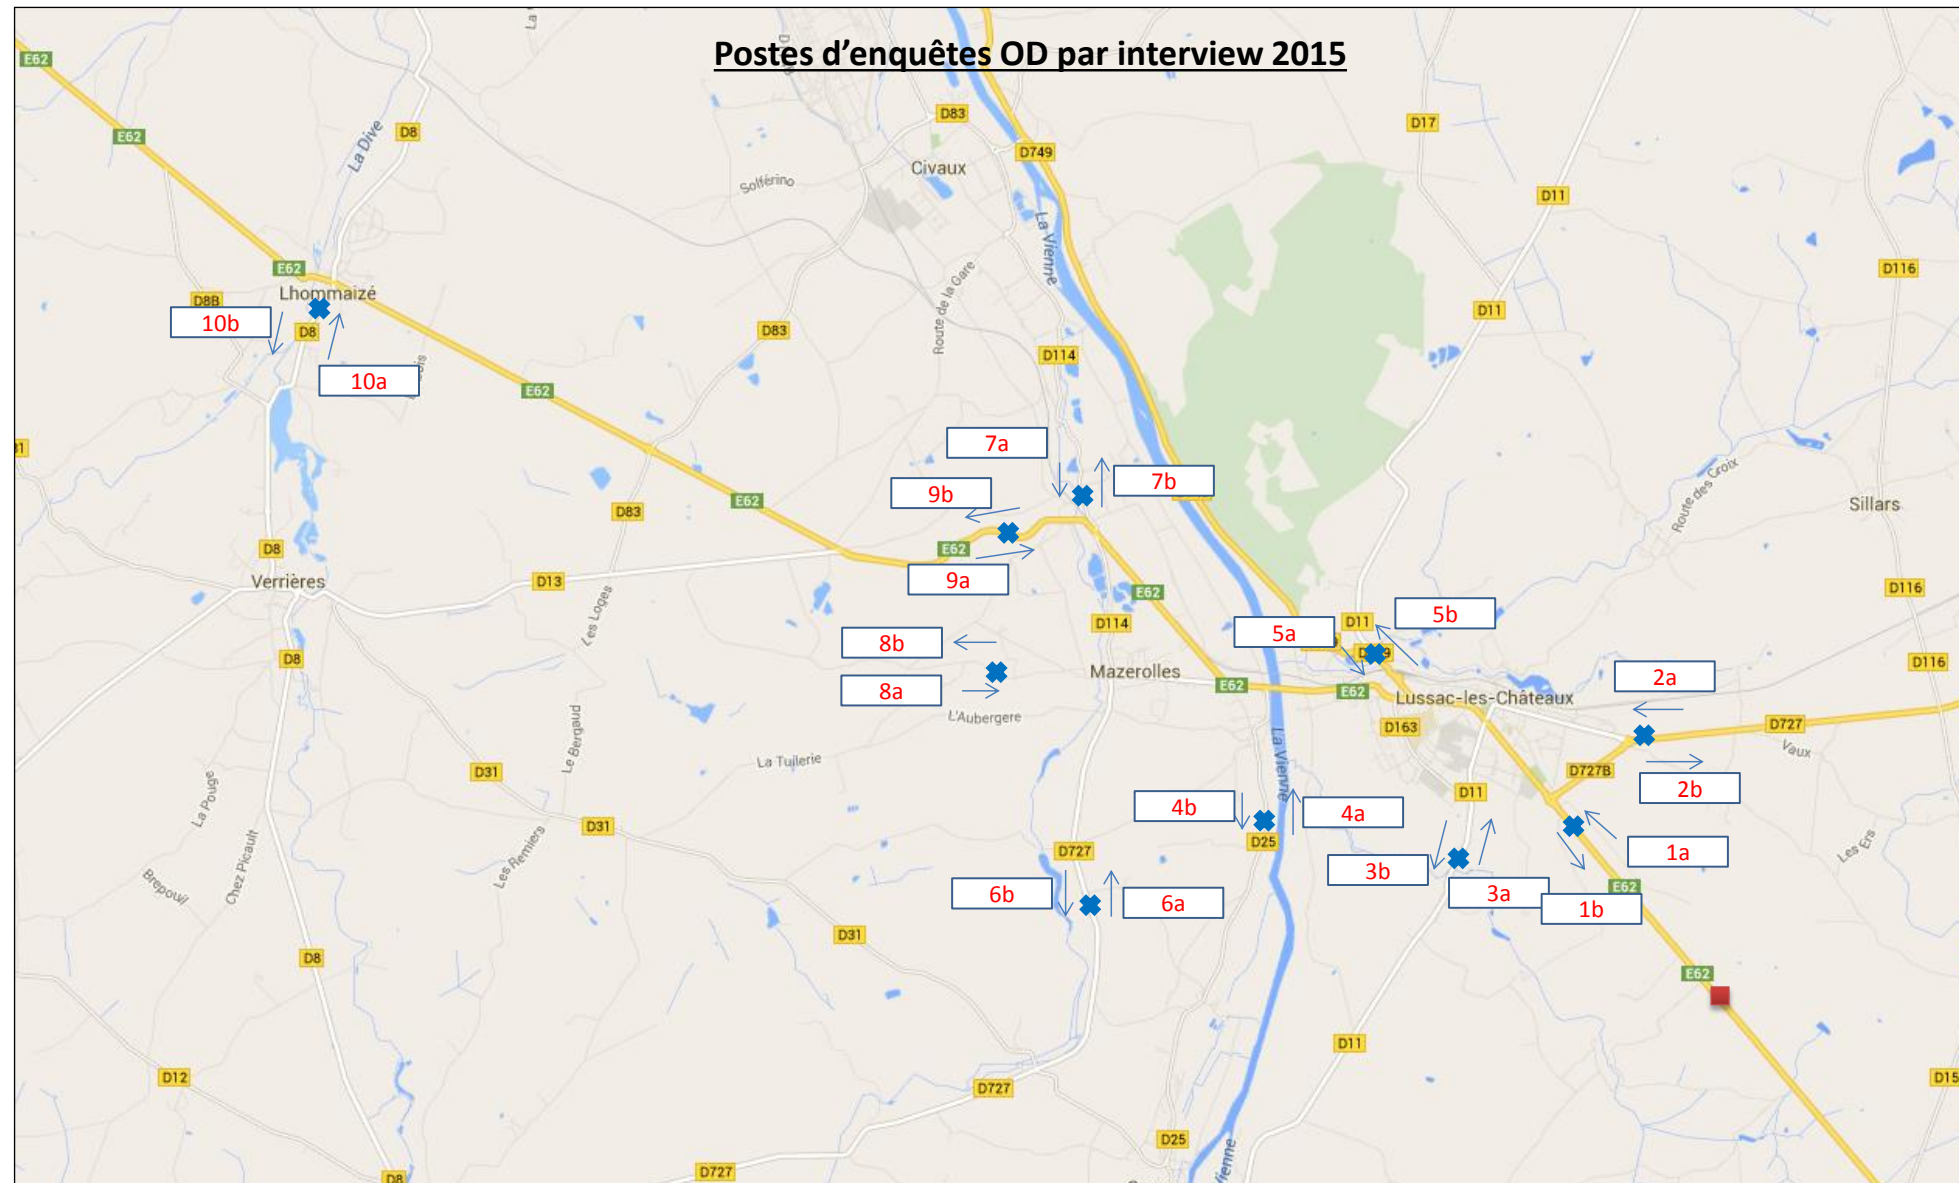 Postes d'enquêtes OD par interview 2015
E62
La
D83
D17
D8
La Dive
E62
D749
Civaux
Solférino
D11
La Vienne
E62
D116
Lhommaizé
D8B
10b
D8
D83
Route de la Gare
D11
D114
10a
E62
7a
7b
9b
E62
Route des Croix
Sillars
D83
D8
E62
9a
Verrières
D13
E62
D116
Les Loges
D114
5b
D11
5a
8b
D8
D116
Mazerolles
8a
E62
E62
2a
Lussac-les-Châteaux
L'Aubergere
D163
D727
Le Bergaud
Vaux
La Tuilerie
La Vienne
D31
D727B
2b
La Pouge
D11
4b
4a
D31
D25
1a
Les Ers
Chez Picault
Les Remiers
D727
3b
Brepouil
E62
6b
6a
3a
1b
D31
D8
E62
D11
D12
D727
D15
D25
D727
D8
Vienne